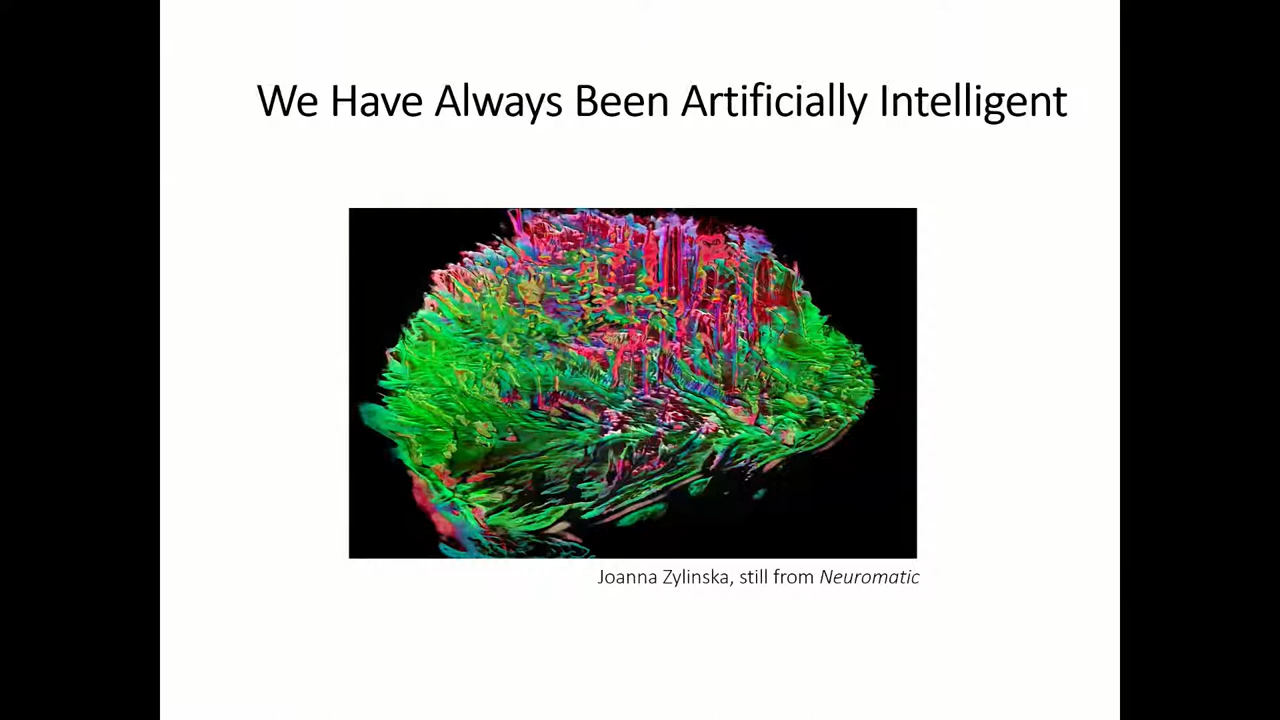 We Have Always Been Artificially Intelligent
Joanna Zylinska, still from Neuromatic